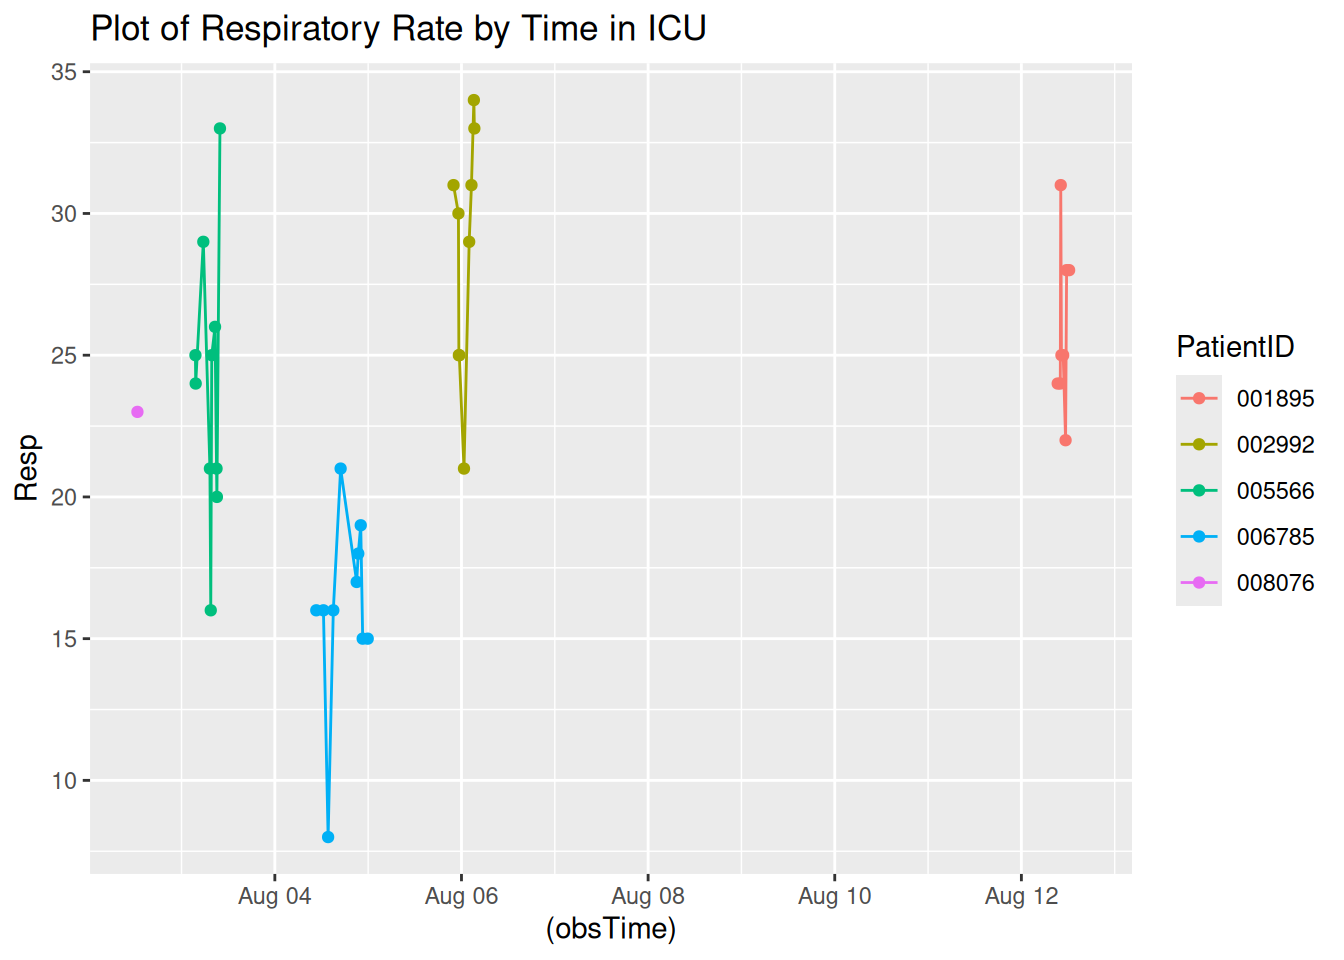 Plot of Respiratory Rate by Time in ICU
35
30
25
20
15
10
Resp
Aug 04 Aug 06 Aug 08 Aug 10 Aug 12
(obsTime)
PatientID
001895
002992
005566
006785
008076